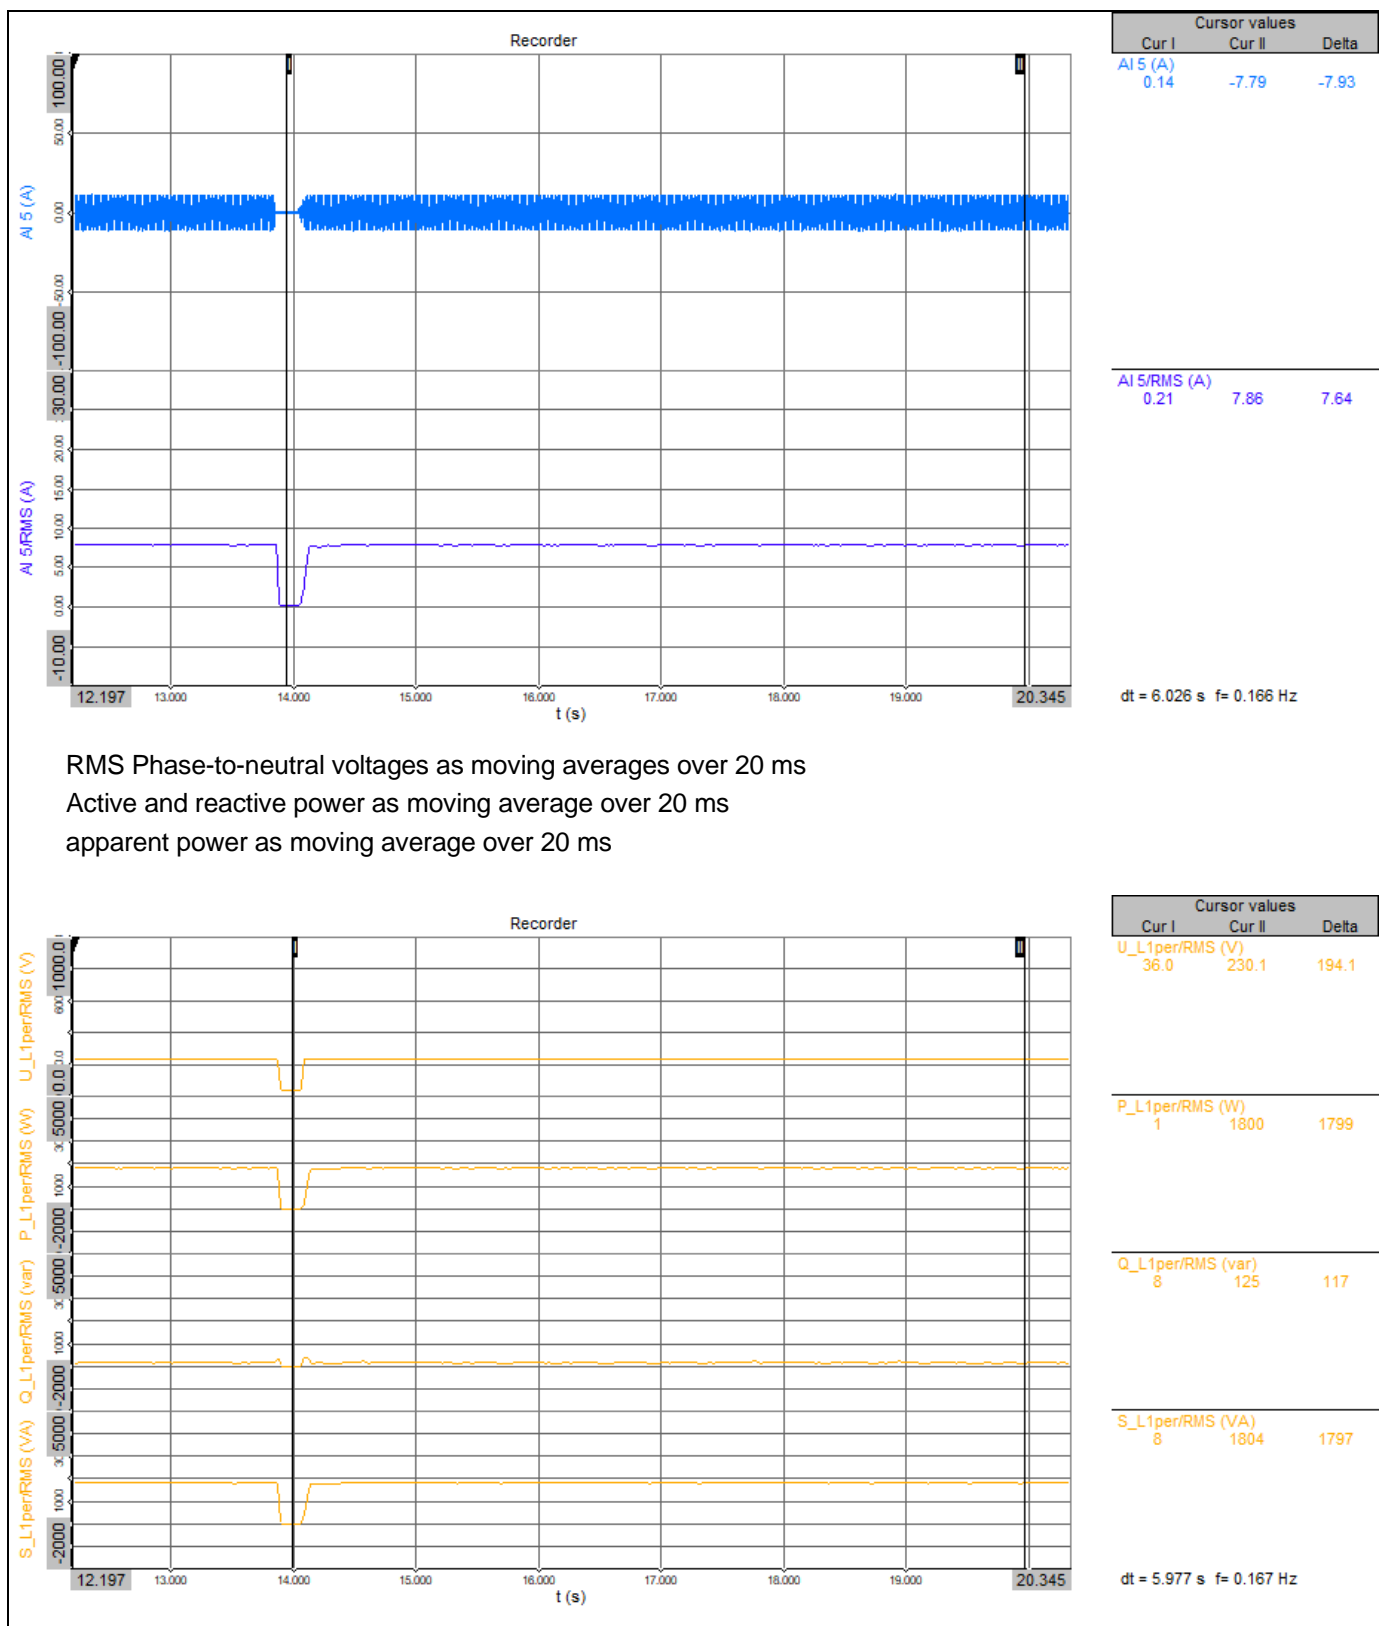 Recorder
Cursor values
Cur I Cur II Delta
AI 5 (A)
0.14 -7.79 -7.93
100.00
50.00
0.00
-50.00
-100.00
AI 5 (A)
AI 5/RMS (A)
0.21 7.86 7.64
30.00
20.00
15.00
10.00
5.00
0.00
-10.00
AI 5/RMS (A)
12.197 13.000 14.000 15.000 16.000 17.000 18.000 19.000 20.345
t (s)
dt = 6.026 s f= 0.166 Hz
RMS Phase-to-neutral voltages as moving averages over 20 ms
Active and reactive power as moving average over 20 ms
apparent power as moving average over 20 ms
Recorder
Cursor values
Cur I Cur II Delta
U_L1per/RMS (V)
36.0 230.1 194.1
1000.0
U_L1per/RMS (V)
P_L1per/RMS (W)
1 1800 1799
5000
1000
-2000
P_L1per/RMS (W)
Q_L1per/RMS (var)
8 125 117
5000
1000
-2000
Q_L1per/RMS (var)
S_L1per/RMS (VA)
8 1804 1797
5000
1000
-2000
S_L1per/RMS (VA)
12.197 13.000 14.000 15.000 16.000 17.000 18.000 19.000 20.345
t (s)
dt = 5.977 s f= 0.167 Hz